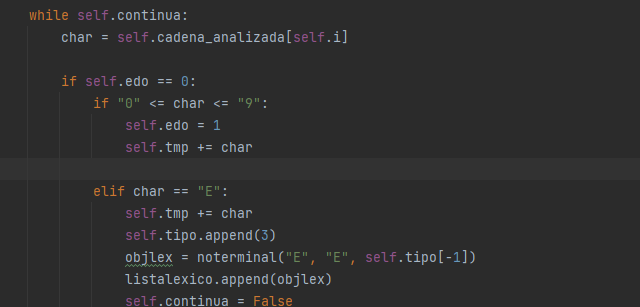 while self.continua:
char = self.cadena_analizada[self.i]
if self.edo == 0:
if "0" <= char <= "9":
self.edo = 1
self.tmp += char
elif char == "E":
self.tmp += char
self.tipo.append(3)
objlex = noterminal("E", "E", self.tipo[-1])
listalexico.append(objlex)
self.continua = False